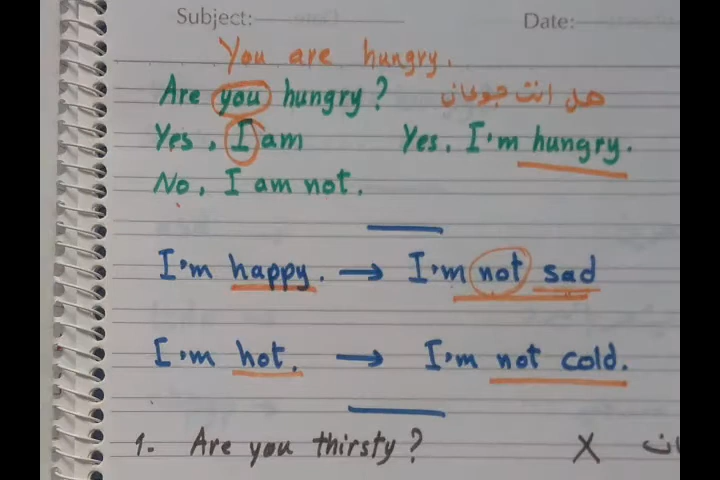 Subject: Date:
You are hungry.
Are you hungry? هل انت جوعان
Yes, I am Yes, I'm hungry.
No, I am not.
I'm happy. → I'm not sad
I'm hot. → I'm not cold.
1. Are you thirsty? X